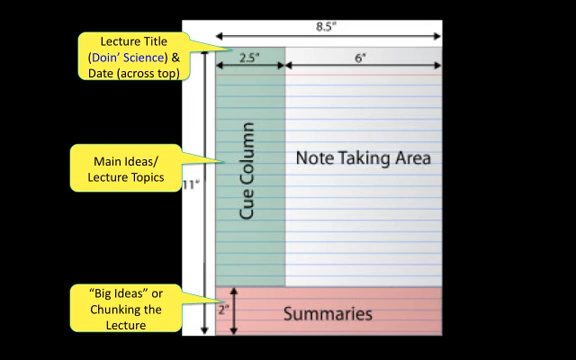 8.5"
Lecture Title
(Doin' Science) &
Date (across top)
2.5"
6"
Cue Column
Note Taking Area
Main Ideas/
Lecture Topics
11"
"Big Ideas" or
Chunking the
Lecture
2"
Summaries